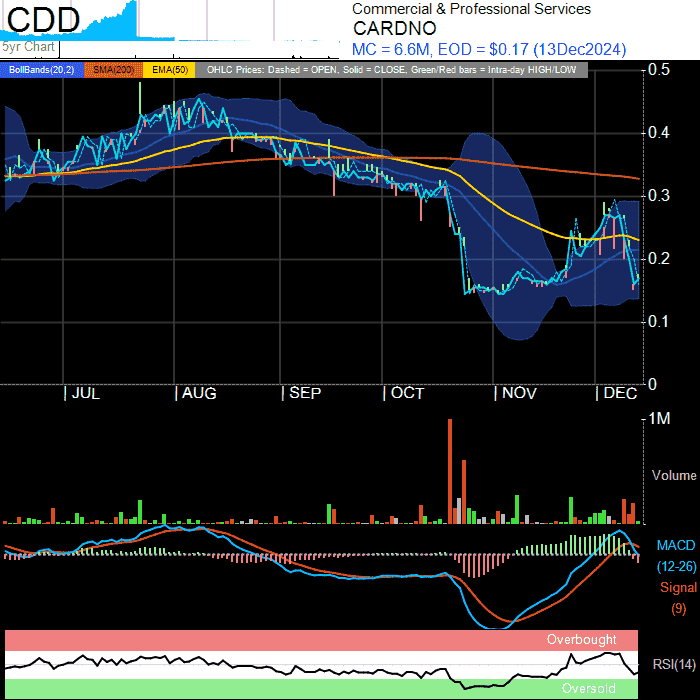 CDD
5yr Chart
Commercial & Professional Services
CARDNO
MC = 6.6M, EOD = $0.17 (13Dec2024)
BollBands(20,2) SMA(200) EMA(50) OHLC Prices: Dashed = OPEN, Solid = CLOSE, Green/Red bars = Intra-day HIGH/LOW
0.5
0.4
0.3
0.2
0.1
0
JUL AUG SEP OCT NOV DEC
1M
Volume
MACD
(12-26)
Signal
(9)
Overbought
RSI(14)
Oversold